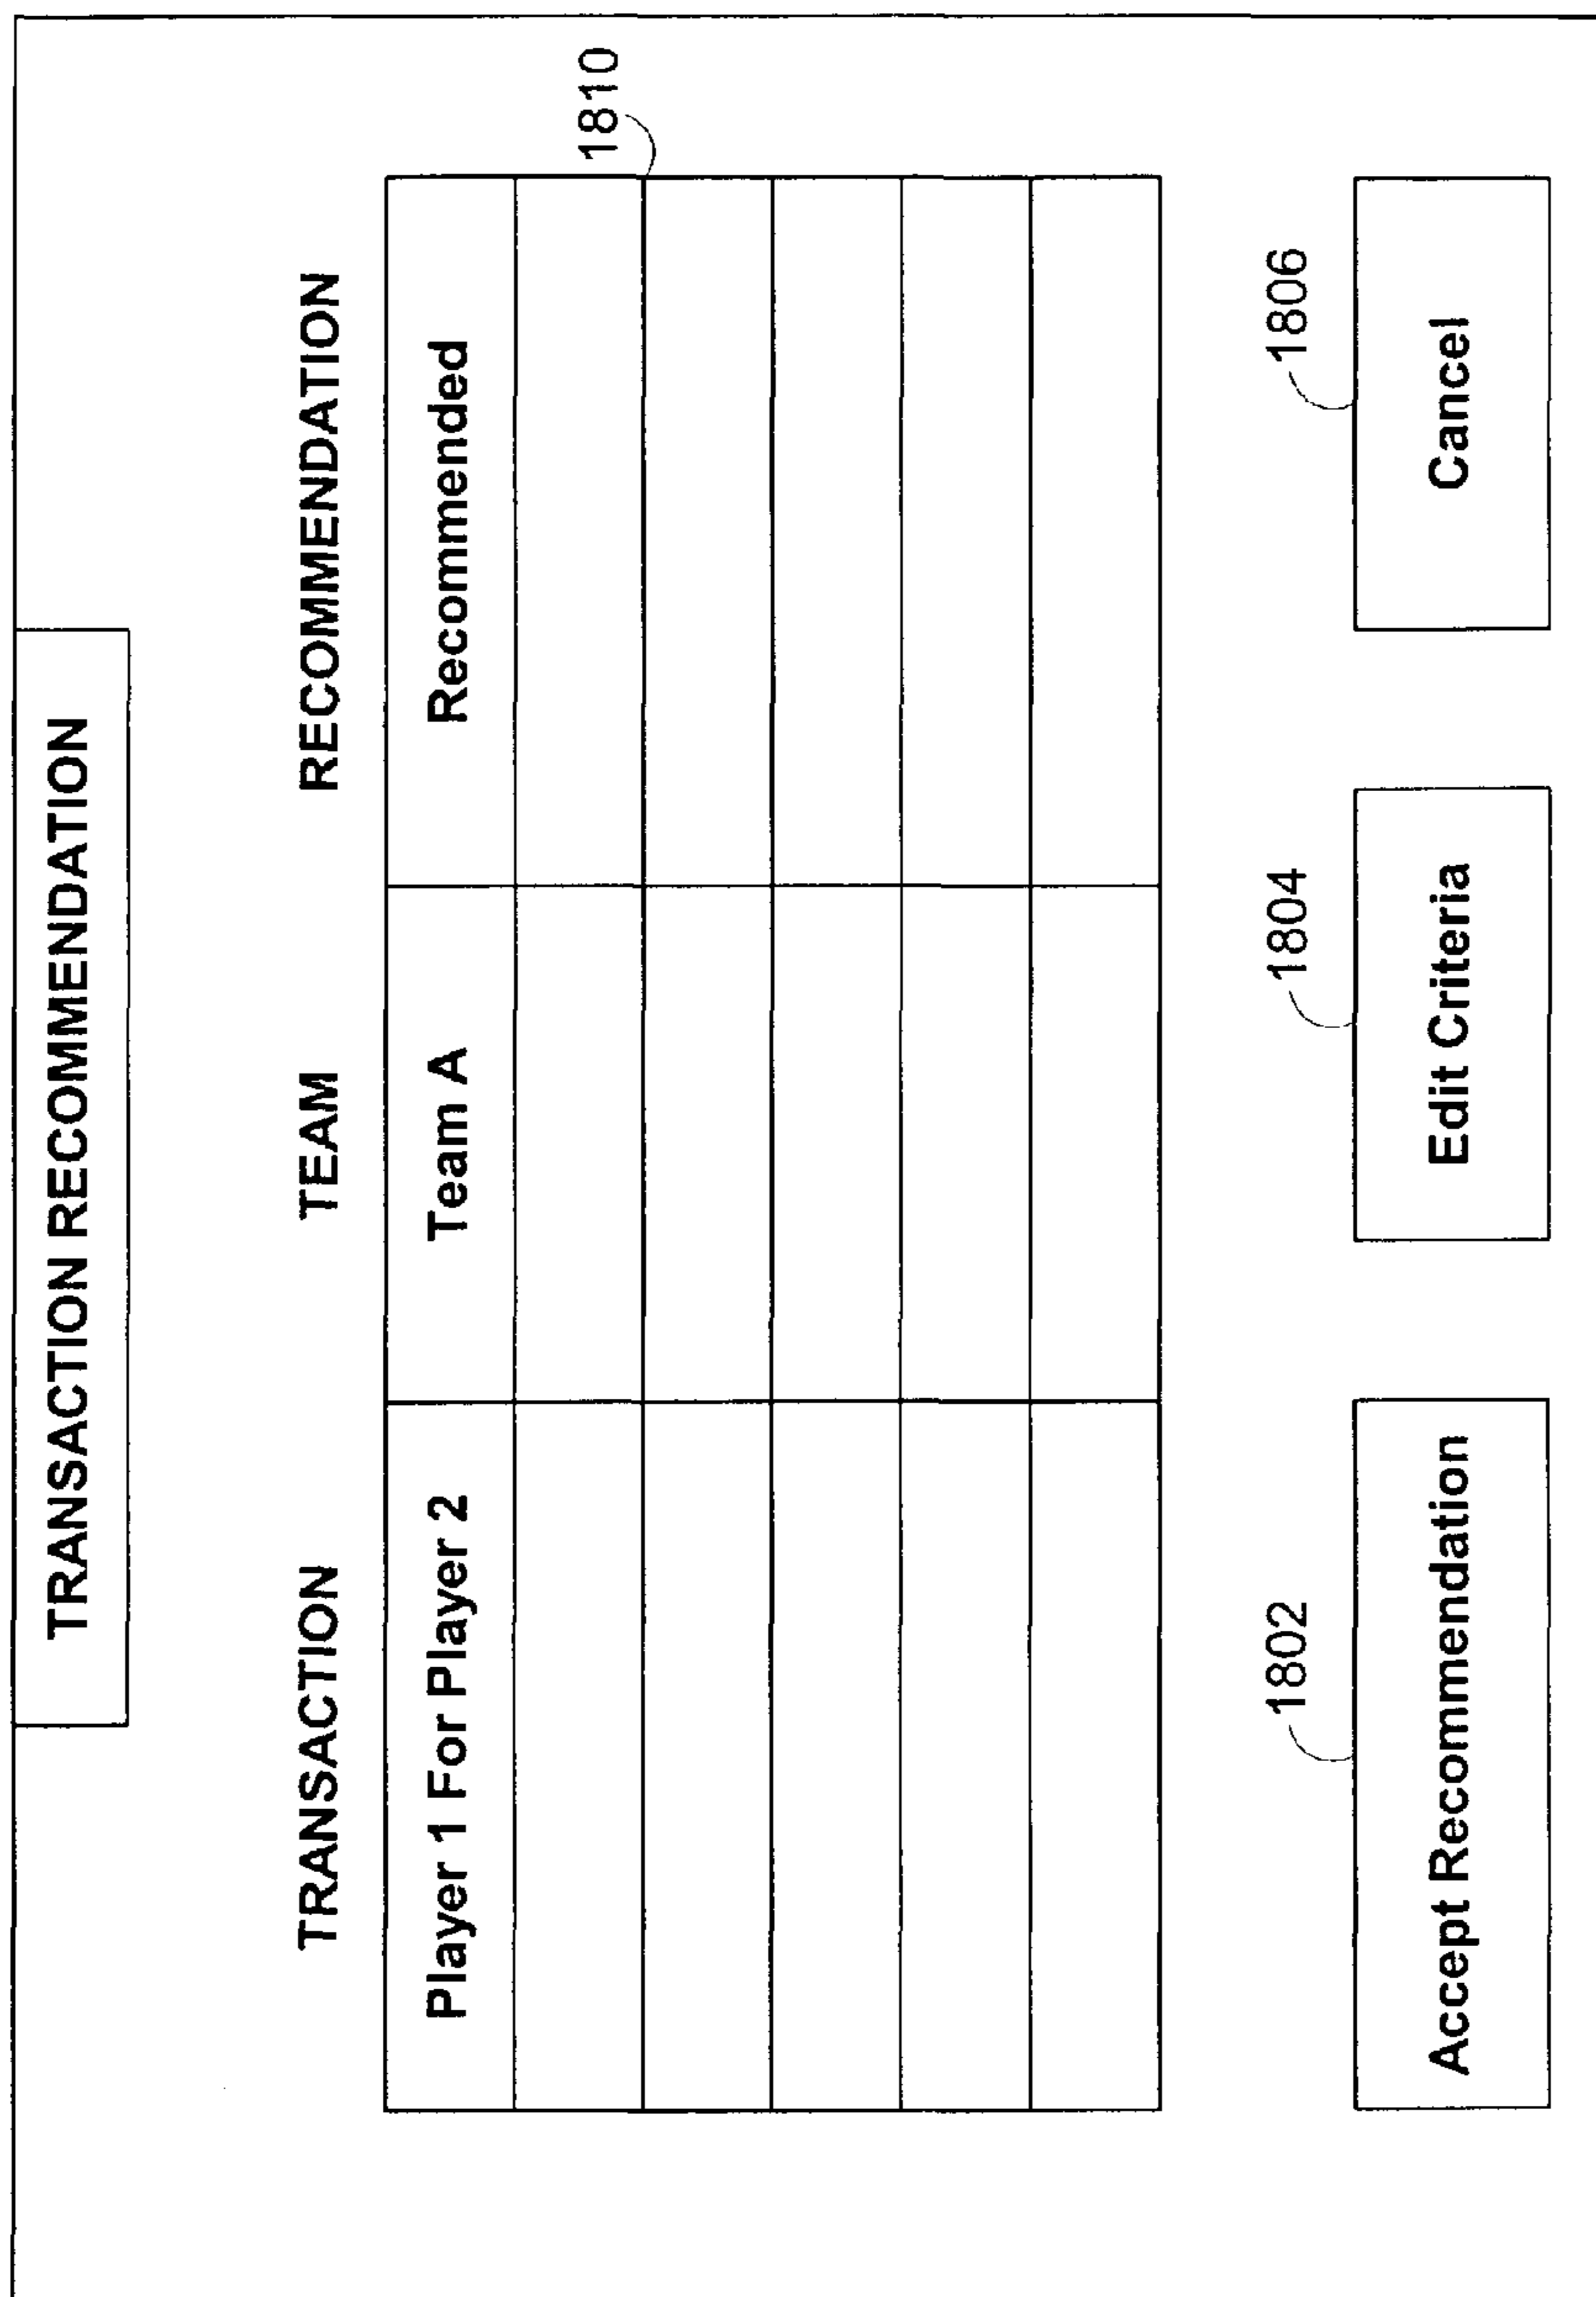 TRANSACTION RECOMMENDATION
TRANSACTION TEAM RECOMMENDATION
Player 1 For Player 2 Team A Recommended
1810
1802 1804 1806
Accept Recommendation Edit Criteria Cancel